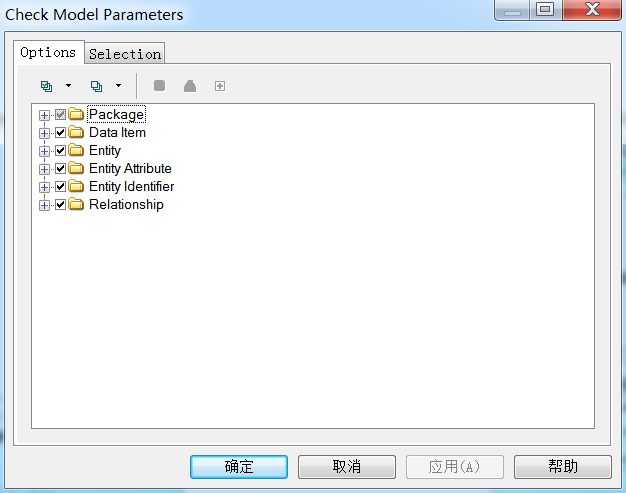 Check Model Parameters
Options Selection
Package
Data Item
Entity
Entity Attribute
Entity Identifier
Relationship
确定 取消 应用(A) 帮助